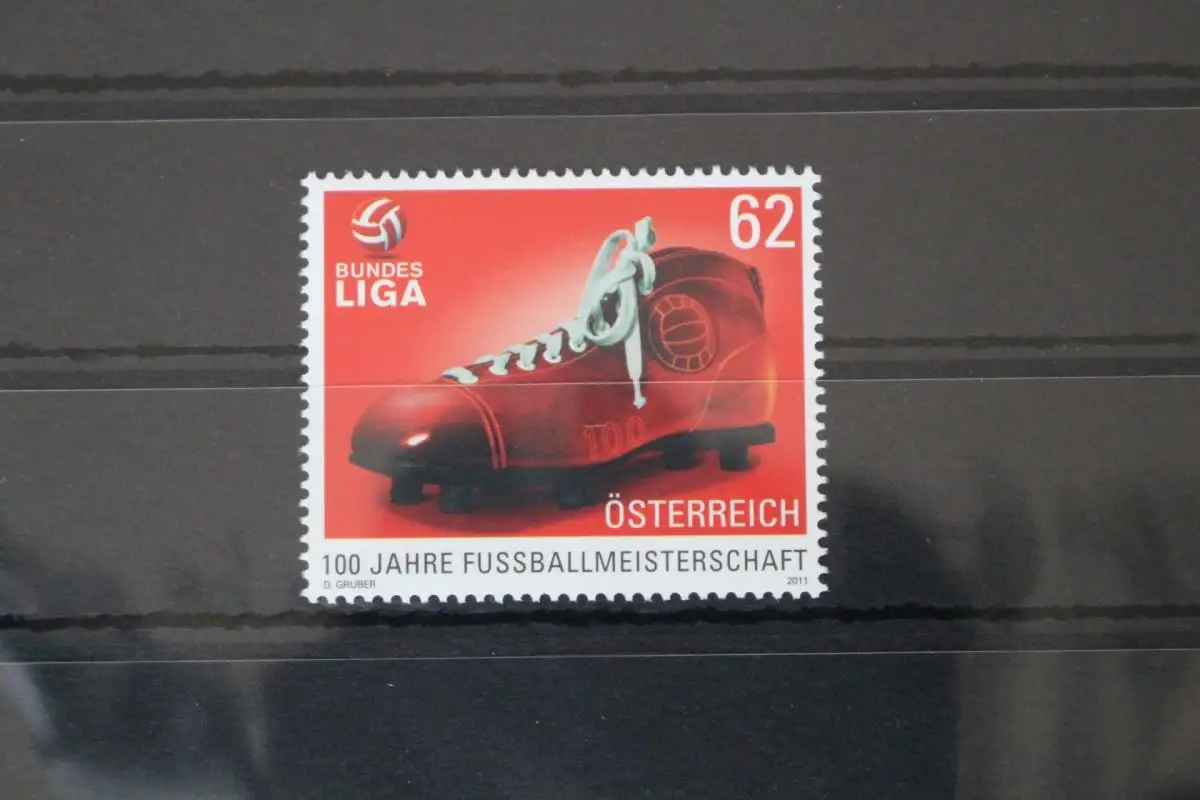 BUNDES
LIGA
62
100
ÖSTERREICH
100 JAHRE FUSSBALLMEISTERSCHAFT
D. GRUBER 2011